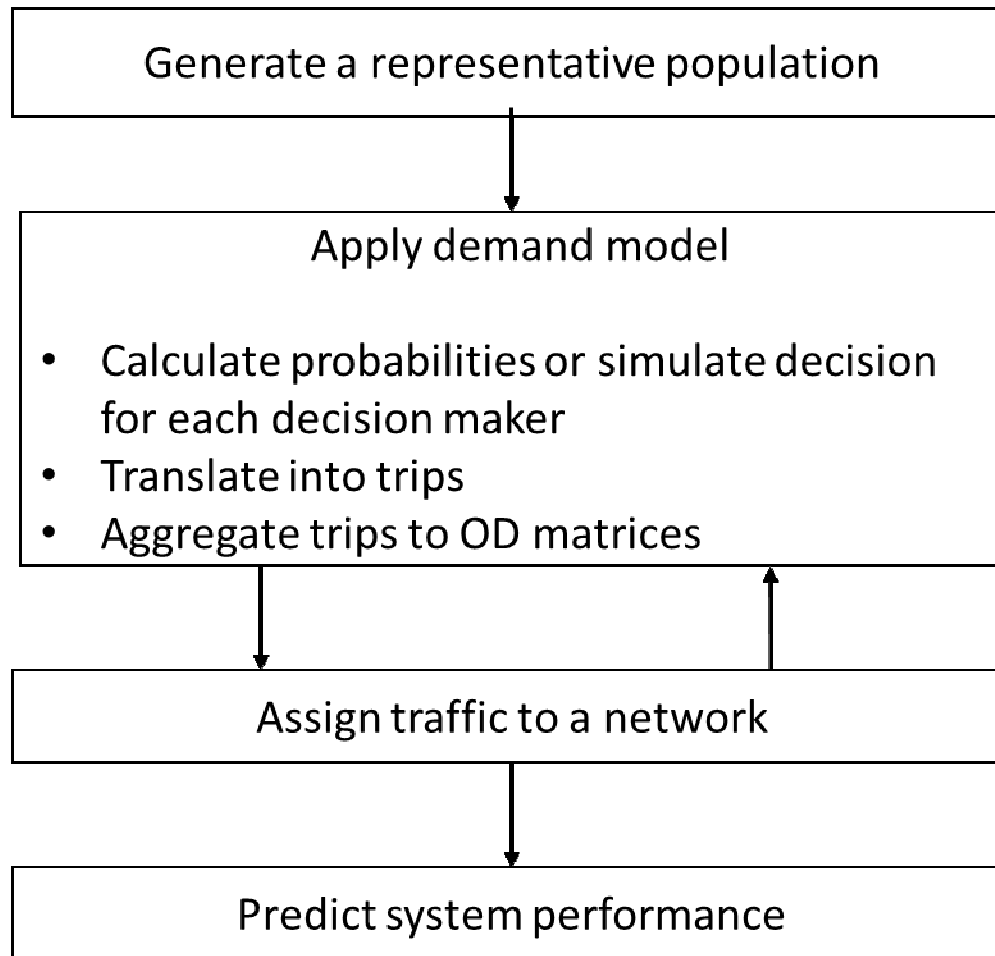 Generate a representative population
Apply demand model
• Calculate probabilities or simulate decision
for each decision maker
• Translate into trips
• Aggregate trips to OD matrices
Assign traffic to a network
Predict system performance